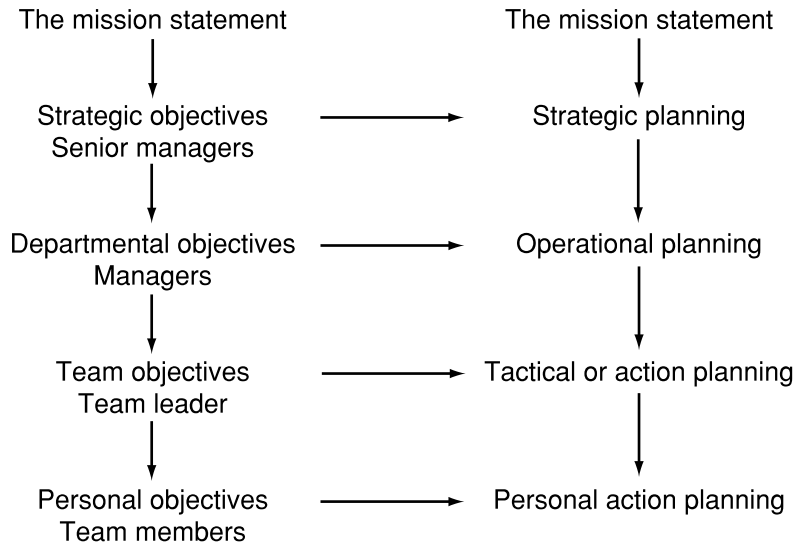 The mission statement
The mission statement
Strategic objectives
Senior managers
Strategic planning
Departmental objectives
Managers
Operational planning
Team objectives
Team leader
Tactical or action planning
Personal objectives
Team members
Personal action planning